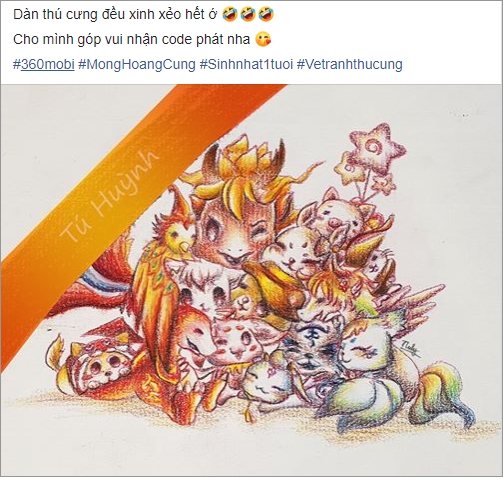 Dàn thú cưng đều xinh xẻo hết ớ 🤣🤣🤣
Cho mình góp vui nhận code phát nha 😘
#360mobi #MongHoangCung #Sinhnhat1tuoi #Vetranhthucung
Tú Huỳnh